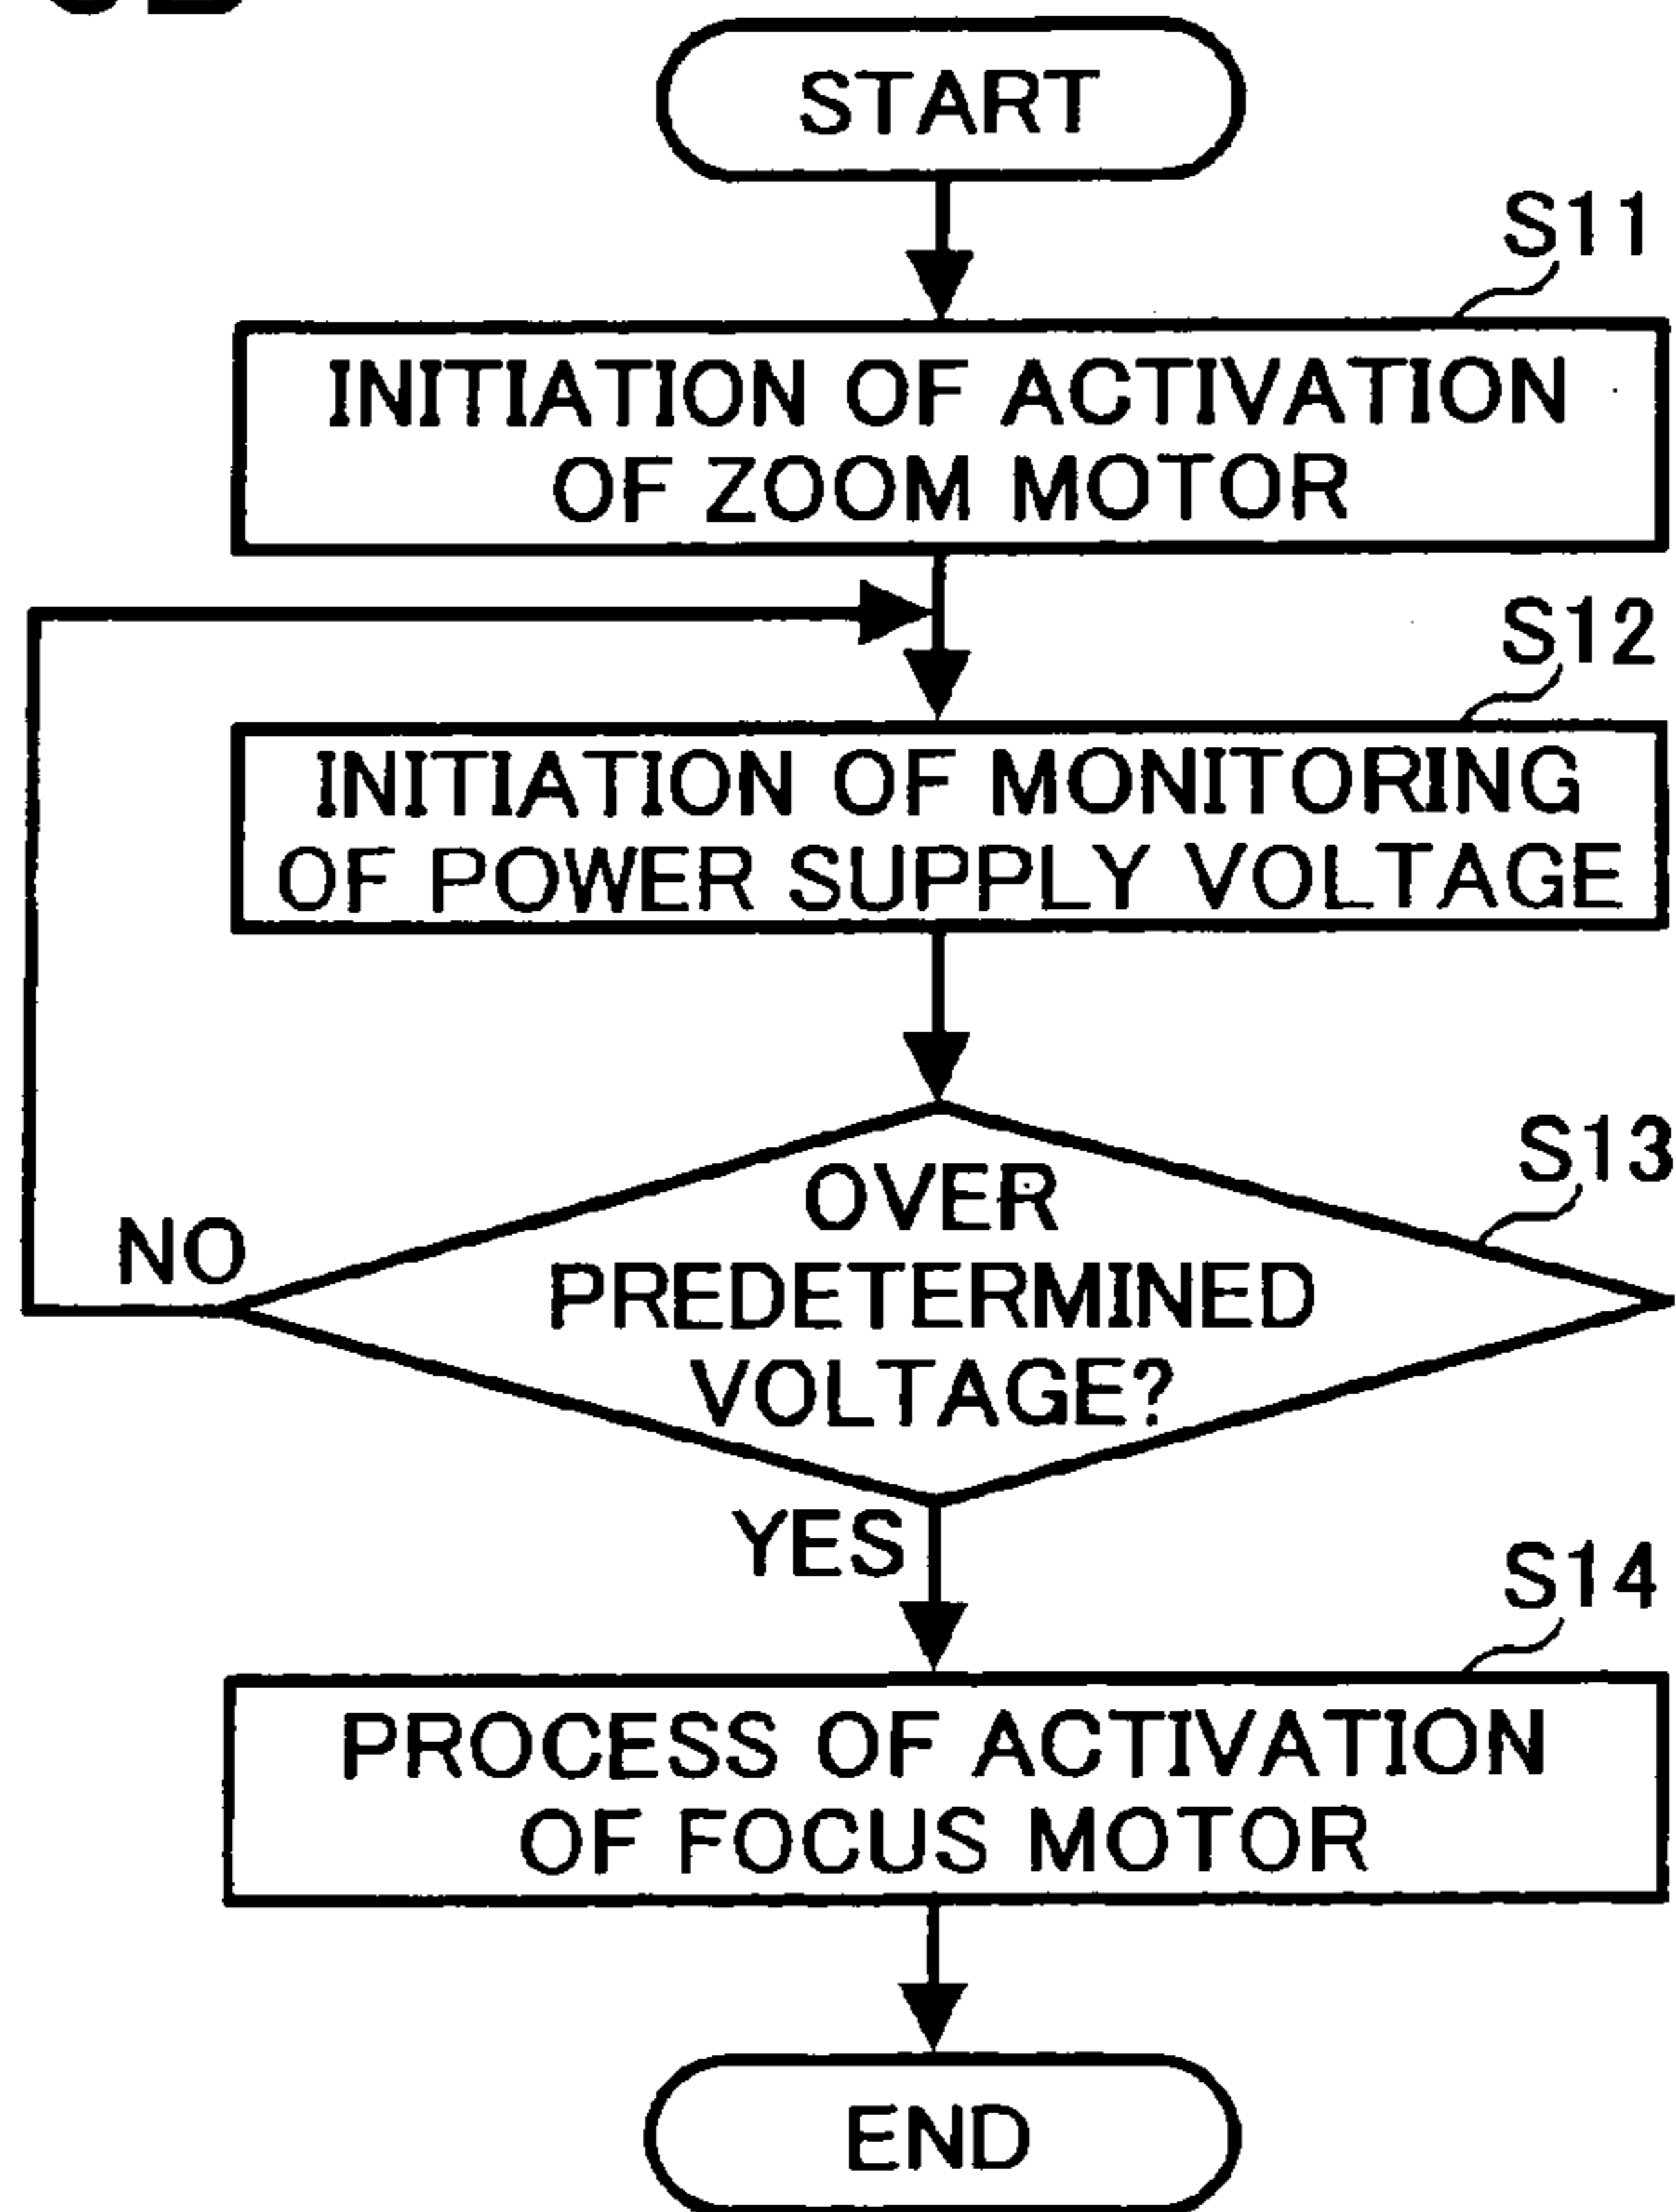 START
S11
INITIATION OF ACTIVATION
OF ZOOM MOTOR
S12
INITIATION OF MONITORING
OF POWER SUPPLY VOLTAGE
S13
OVER
PREDETERMINED
VOLTAGE?
NO
YES
S14
PROCESS OF ACTIVATION
OF FOCUS MOTOR
END